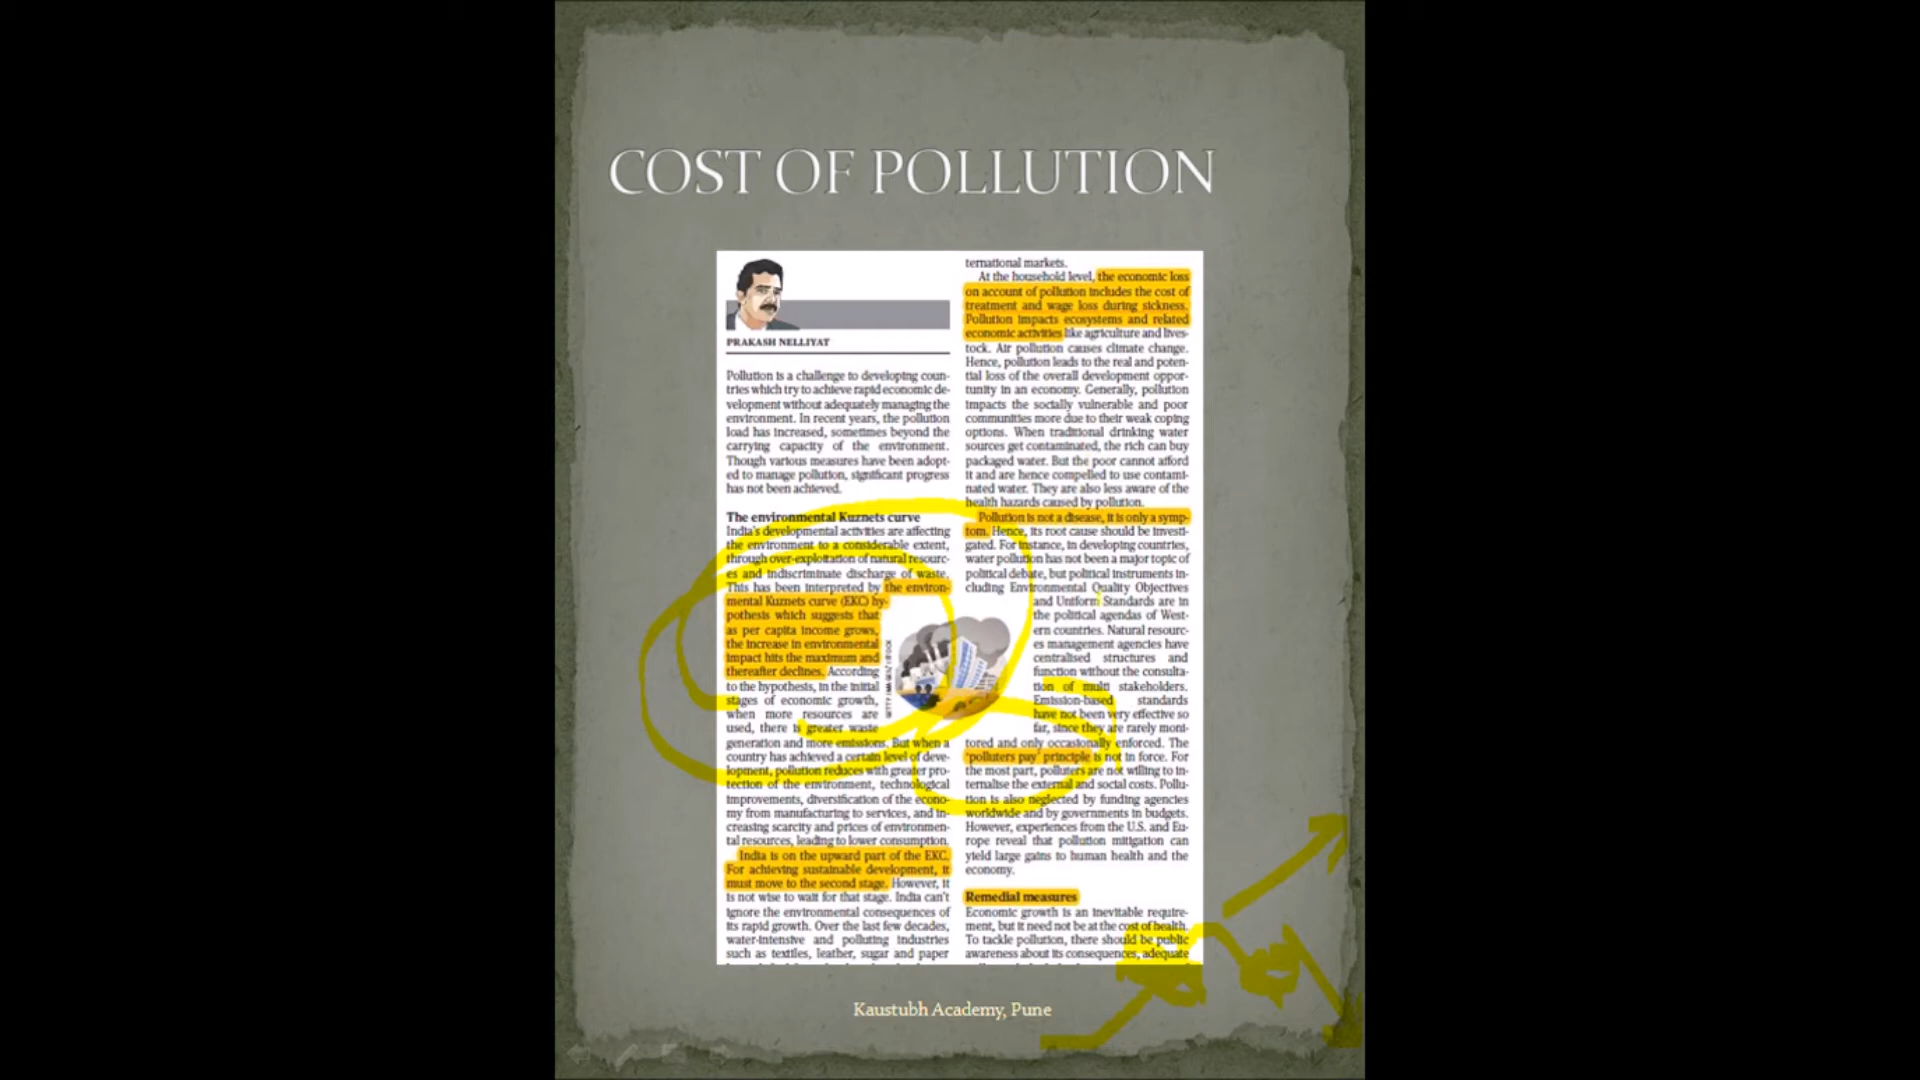 COST OF POLLUTION
PRAKASH NELLIYAT
Pollution is a challenge to developing coun-
tries which try to achieve rapid economic de-
velopment without adequately managing the
environment. In recent years, the pollution
load has increased, sometimes beyond the
carrying capacity of the environment.
Though various measures have been adopt-
ed to manage pollution, significant progress
has not been achieved.
The environmental Kuznets curve
India's developmental activities are affecting
the environment to a considerable extent,
through over-exploitation of natural resourc-
es and indiscriminate discharge of waste.
This has been interpreted by the environ-
mental Kuznets curve (EKC) hy-
pothesis which suggests that
as per capita income grows,
the increase in environmental
impact hits the maximum and
thereafter declines. According
to the hypothesis, in the initial
stages of economic growth,
when more resources are
used, there is greater waste
generation and more emissions. But when a
country has achieved a certain level of deve-
lopment, pollution reduces with greater pro-
tection of the environment, technological
improvements, diversification of the econo-
my from manufacturing to services, and in-
creasing scarcity and prices of environmen-
tal resources, leading to lower consumption.
India is on the upward part of the EKC.
For achieving sustainable development, it
must move to the second stage. However, it
is not wise to wait for that stage. India can't
ignore the environmental consequences of
its rapid growth. Over the last few decades,
water-intensive and polluting industries
such as textiles, leather, sugar and paper
GETTY IMAGES/ISTOCK
ternational markets.
At the household level, the economic loss
on account of pollution includes the cost of
treatment and wage loss during sickness.
Pollution impacts ecosystems and related
economic activities like agriculture and lives-
tock. Air pollution causes climate change.
Hence, pollution leads to the real and poten-
tial loss of the overall development oppor-
tunity in an economy. Generally, pollution
impacts the socially vulnerable and poor
communities more due to their weak coping
options. When traditional drinking water
sources get contaminated, the rich can buy
packaged water. But the poor cannot afford
it and are hence compelled to use contami-
nated water. They are also less aware of the
health hazards caused by pollution.
Pollution is not a disease, it is only a symp-
tom. Hence, its root cause should be investi-
gated. For instance, in developing countries,
water pollution has not been a major topic of
political debate, but political instruments in-
cluding Environmental Quality Objectives
and Uniform Standards are in
the political agendas of West-
ern countries. Natural resourc-
es management agencies have
centralised structures and
function without the consulta-
tion of multi stakeholders.
Emission-based standards
have not been very effective so
far, since they are rarely moni-
tored and only occasionally enforced. The
'polluters pay' principle is not in force. For
the most part, polluters are not willing to in-
ternalise the external and social costs. Pollu-
tion is also neglected by funding agencies
worldwide and by governments in budgets.
However, experiences from the U.S. and Eu-
rope reveal that pollution mitigation can
yield large gains to human health and the
economy.
Remedial measures
Economic growth is an inevitable require-
ment, but it need not be at the cost of health.
To tackle pollution, there should be public
awareness about its consequences, adequate
Kaustubh Academy, Pune